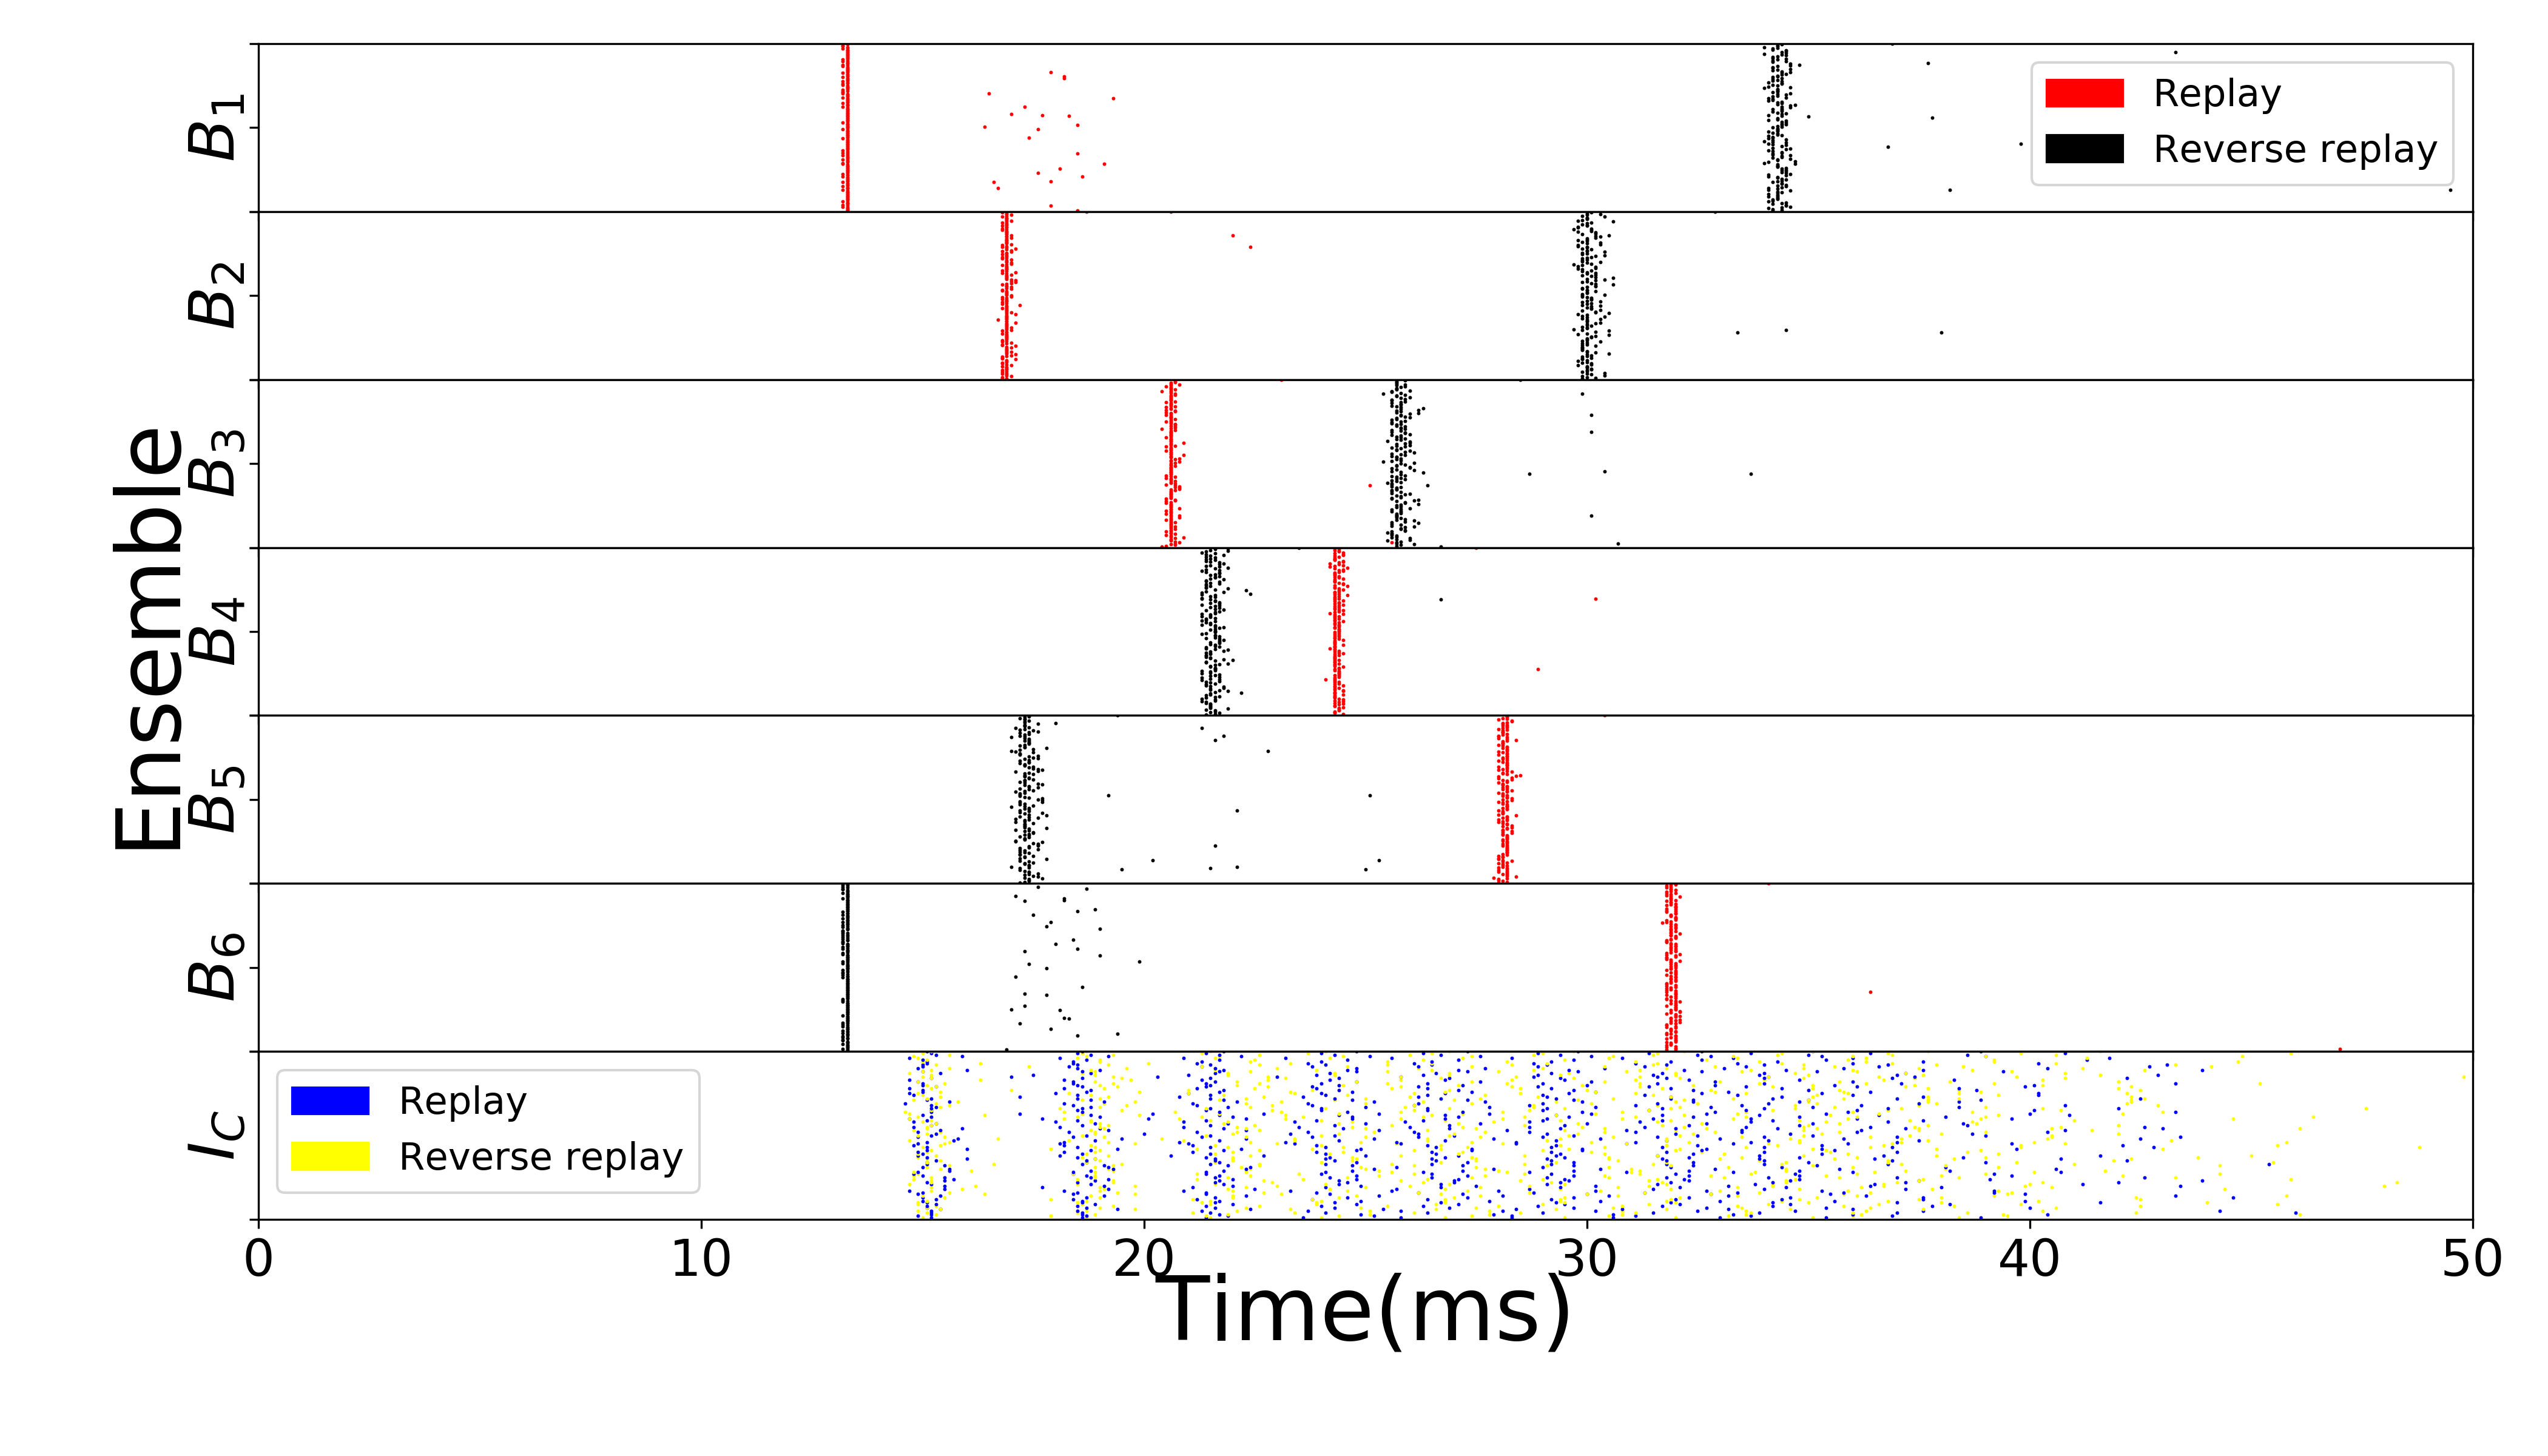 B1
Replay
Reverse replay
B2
B3
B4
B5
B6
IC
Replay
Reverse replay
Ensemble
0 10 20 30 40 50
Time(ms)